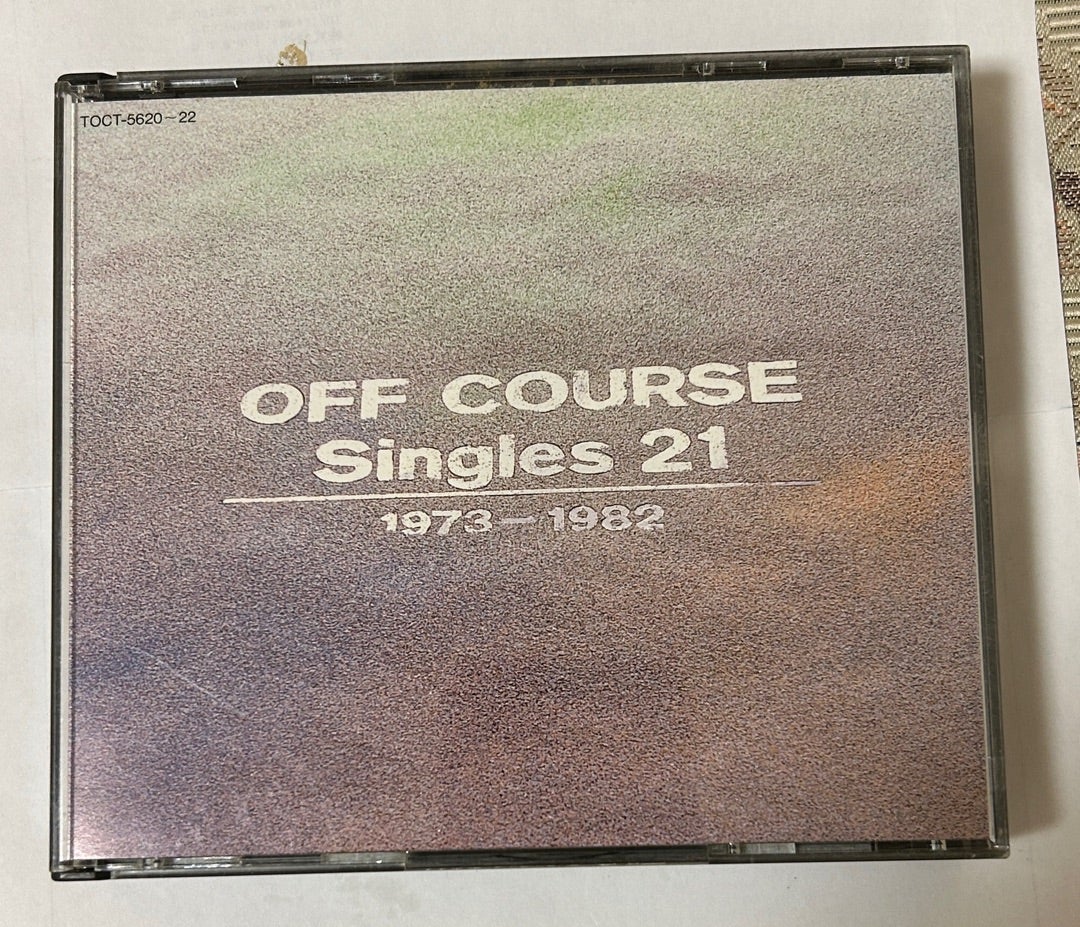 TOCT-5620~22
OFF COURSE
Singles 21
1973-1982